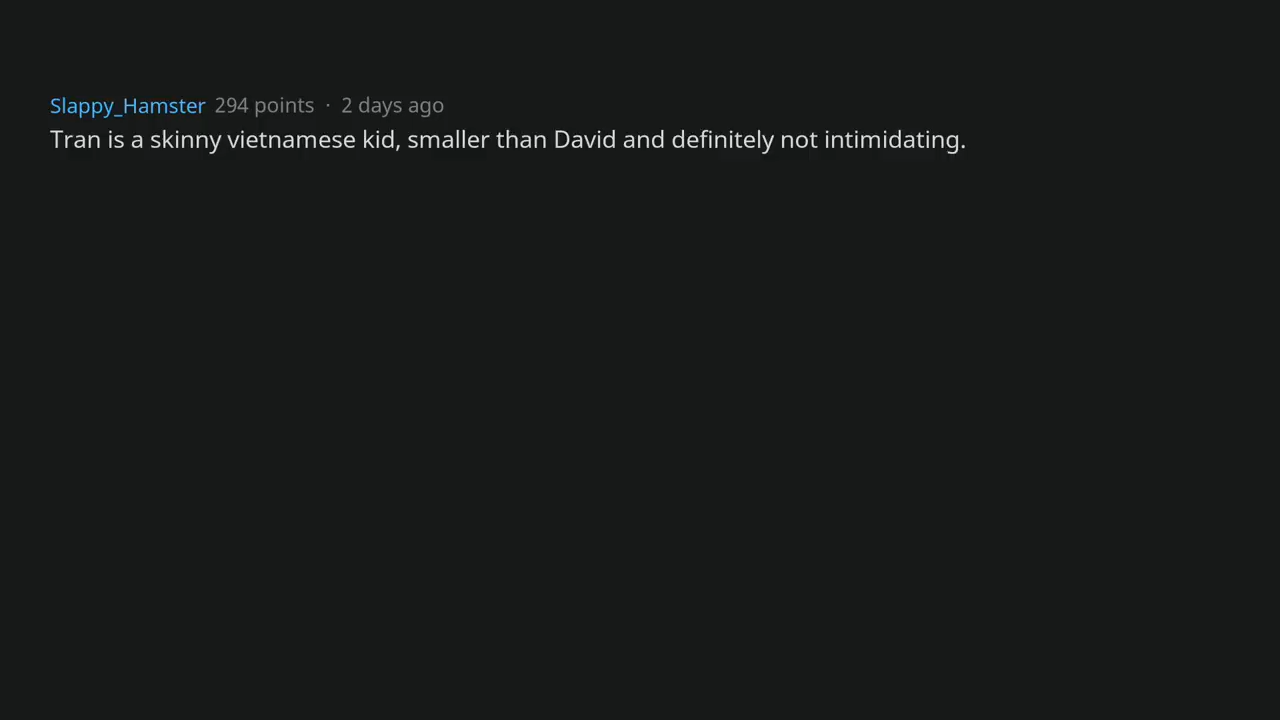 Slappy_Hamster 294 points · 2 days ago
Tran is a skinny vietnamese kid, smaller than David and definitely not intimidating.